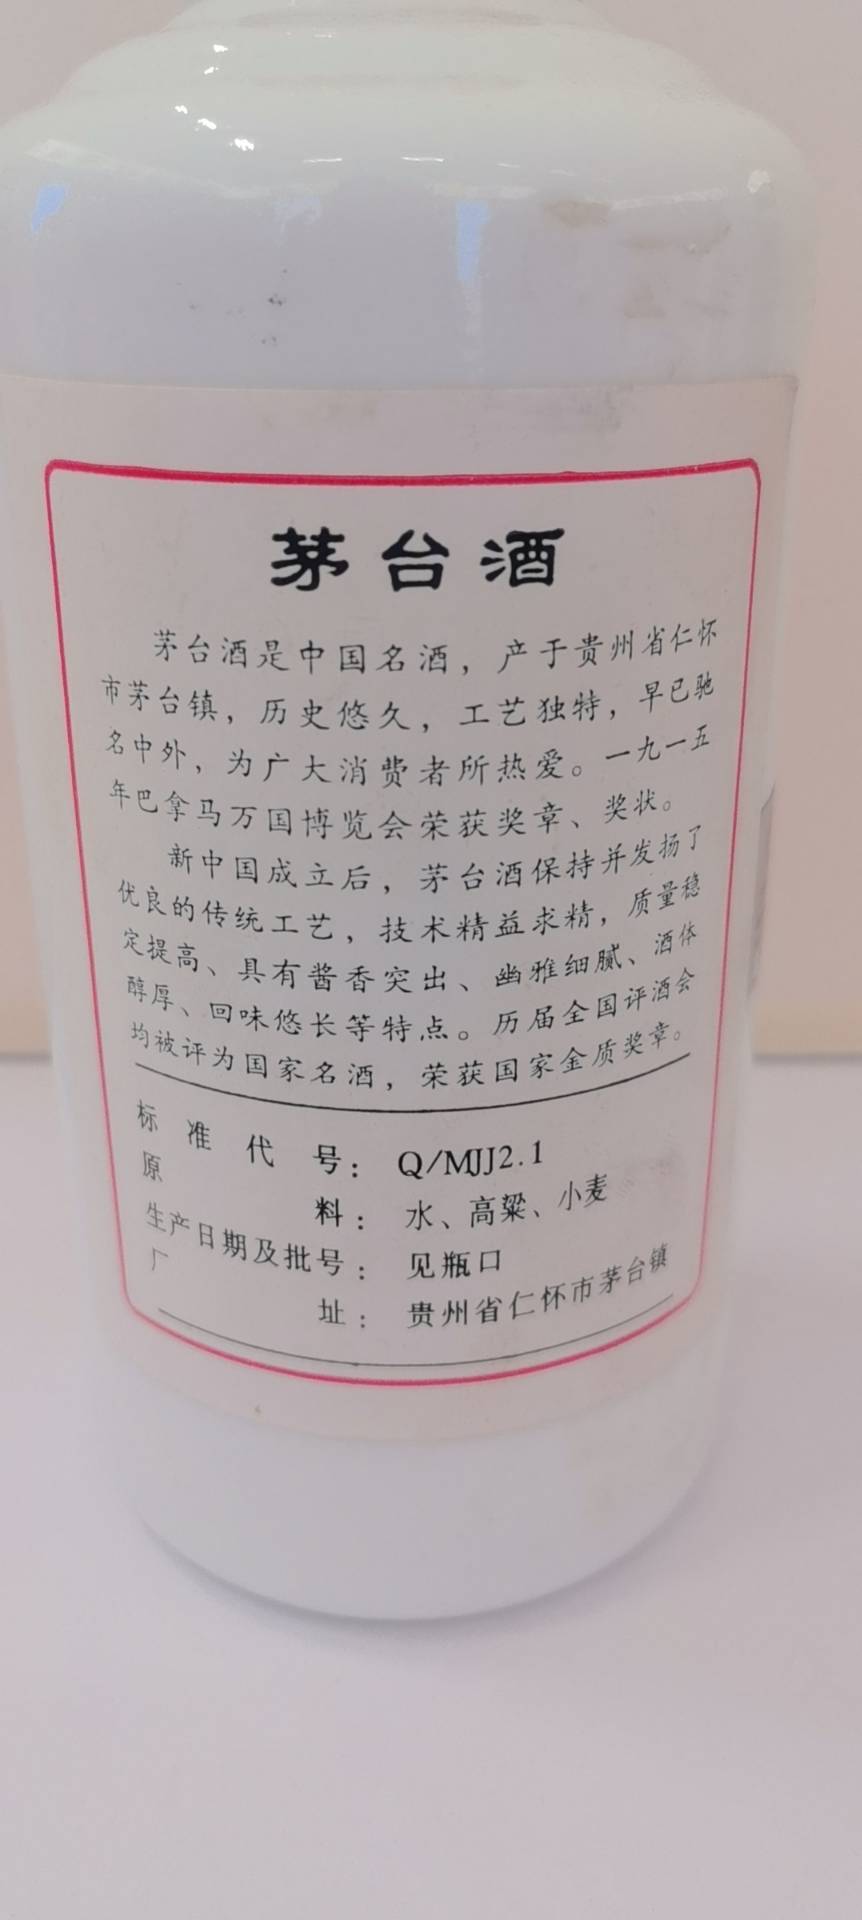 茅台酒
茅台酒是中国名酒，产于贵州省仁怀
市茅台镇，历史悠久，工艺独特，早已驰
名中外，为广大消费者所热爱。一九一五
年巴拿马万国博览会荣获奖章、奖状。
新中国成立后，茅台酒保持并发扬了
优良的传统工艺，技术精益求精，质量稳
定提高、具有酱香突出、幽雅细腻、酒体
醇厚、回味悠长等特点。历届全国评酒会
均被评为国家名酒，荣获国家金质奖章。
标准代号：Q/MJJ2.1
原料：水、高粱、小麦
生产日期及批号：见瓶口
厂址：贵州省仁怀市茅台镇